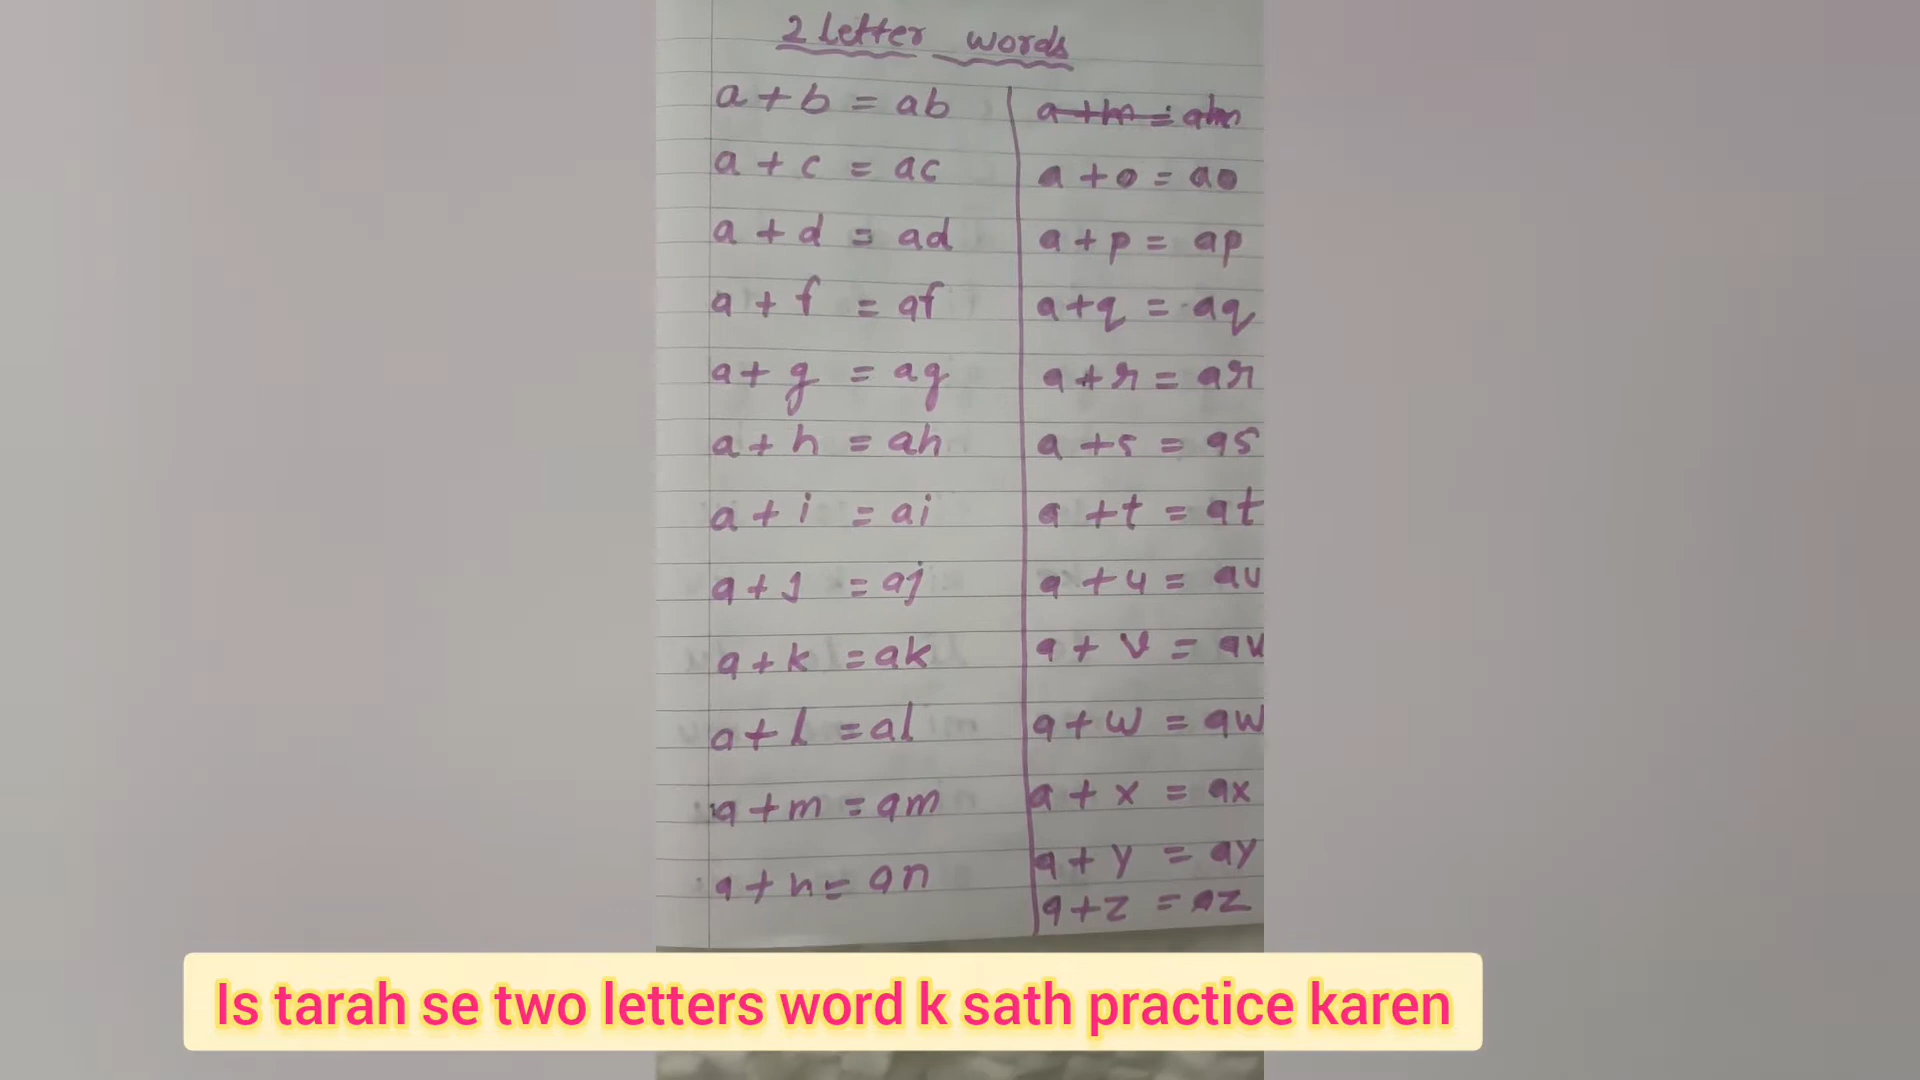 2 letter words
a + b = ab
a + c = ac
a + d = ad
a + f = af
a + g = ag
a + h = ah
a + i = ai
a + j = aj
a + k = ak
a + l = al
a + m = am
a + n = an
a + o = ao
a + p = ap
a + q = aq
a + r = ar
a + s = as
a + t = at
a + u = au
a + v = av
a + w = aw
a + x = ax
a + y = ay
a + z = az
Is tarah se two letters word k sath practice karen